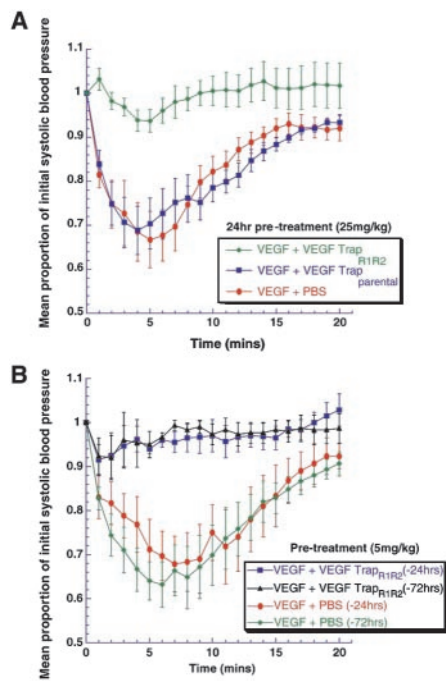 A
Mean proportion of initial systolic blood pressure
1.1
1
0.9
0.8
0.7
0.6
0.5
24hr pre-treatment (25mg/kg)
VEGF + VEGF Trap R1R2
VEGF + VEGF Trap parental
VEGF + PBS
0 5 10 15 20
Time (mins)
B
Mean proportion of initial systolic blood pressure
1.1
1
0.9
0.8
0.7
0.6
0.5
Pre-treatment (5mg/kg)
VEGF + VEGF TrapR1R2(-24hrs)
VEGF + VEGF TrapR1R2(-72hrs)
VEGF + PBS (-24hrs)
VEGF + PBS (-72hrs)
0 5 10 15 20
Time (mins)